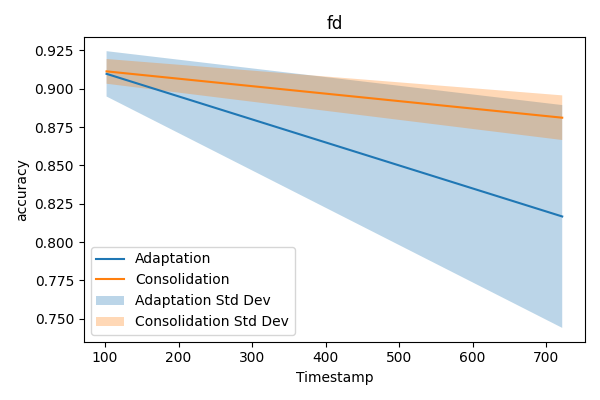 fd
0.925
0.900
0.875
0.850
0.825
0.800
0.775
0.750
accuracy
Adaptation
Consolidation
Adaptation Std Dev
Consolidation Std Dev
100 200 300 400 500 600 700
Timestamp